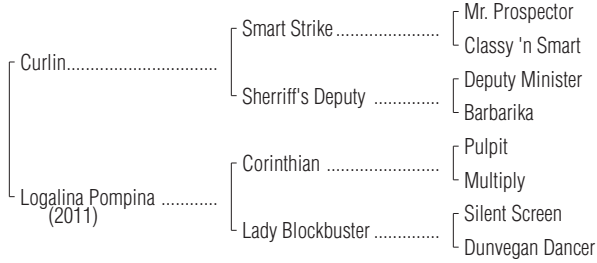 Mr. Prospector
Smart Strike ......................
Classy 'n Smart
Curlin................................
Deputy Minister
Sherriff's Deputy ..............
Barbarika
Pulpit
Corinthian ........................
Multiply
Logalina Pompina ............
(2011)
Silent Screen
Lady Blockbuster ..............
Dunvegan Dancer